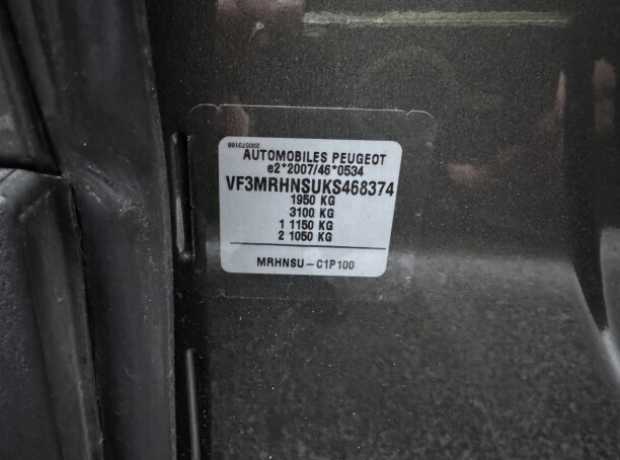 AUTOMOBILES PEUGEOT
e2*2007/46*0534
VF3MRHNSUKS468374
1950 KG
3100 KG
1 1150 KG
2 1050 KG
MRHNSU-C1P100